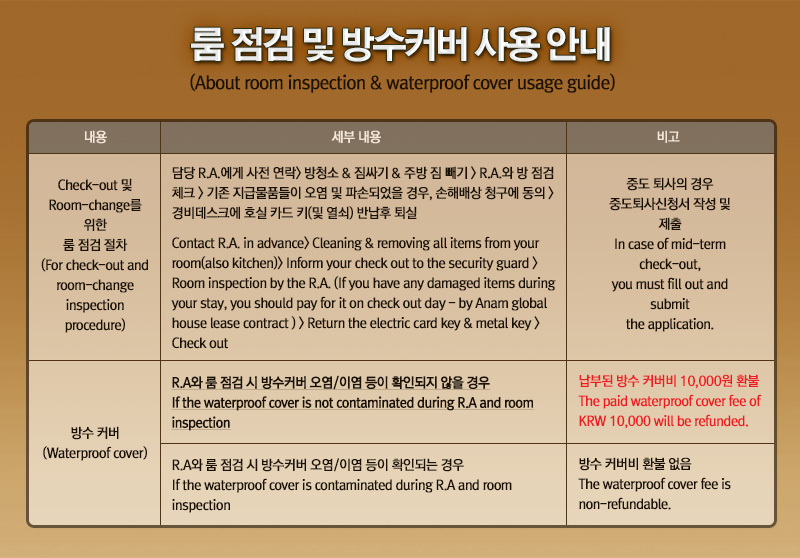 룸 점검 및 방수커버 사용 안내
(About room inspection & waterproof cover usage guide)
내용
세부 내용
비고
Check-out 및
Room-change를
위한
룸 점검 절차
(For check-out and
room-change
inspection
procedure)
담당 R.A.에게 사전 연락> 방청소 & 짐싸기 & 주방 짐 빼기 > R.A.와 방 점검
체크 > 기존 지급물품들이 오염 및 파손되었을 경우, 손해배상 청구에 동의 >
경비데스크에 호실 카드 키(및 열쇠) 반납후 퇴실
Contact R.A. in advance> Cleaning & removing all items from your
room(also kitchen)> Inform your check out to the security guard >
Room inspection by the R.A. (If you have any damaged items during
your stay, you should pay for it on check out day - by Anam global
house lease contract ) > Return the electric card key & metal key >
Check out
중도 퇴사의 경우
중도퇴사신청서 작성 및
제출
In case of mid-term
check-out,
you must fill out and
submit
the application.
방수 커버
(Waterproof cover)
R.A와 룸 점검 시 방수커버 오염/이염 등이 확인되지 않을 경우
If the waterproof cover is not contaminated during R.A and room
inspection
납부된 방수 커버비 10,000원 환불
The paid waterproof cover fee of
KRW 10,000 will be refunded.
R.A와 룸 점검 시 방수커버 오염/이염 등이 확인되는 경우
If the waterproof cover is contaminated during R.A and room
inspection
방수 커버비 환불 없음
The waterproof cover fee is
non-refundable.